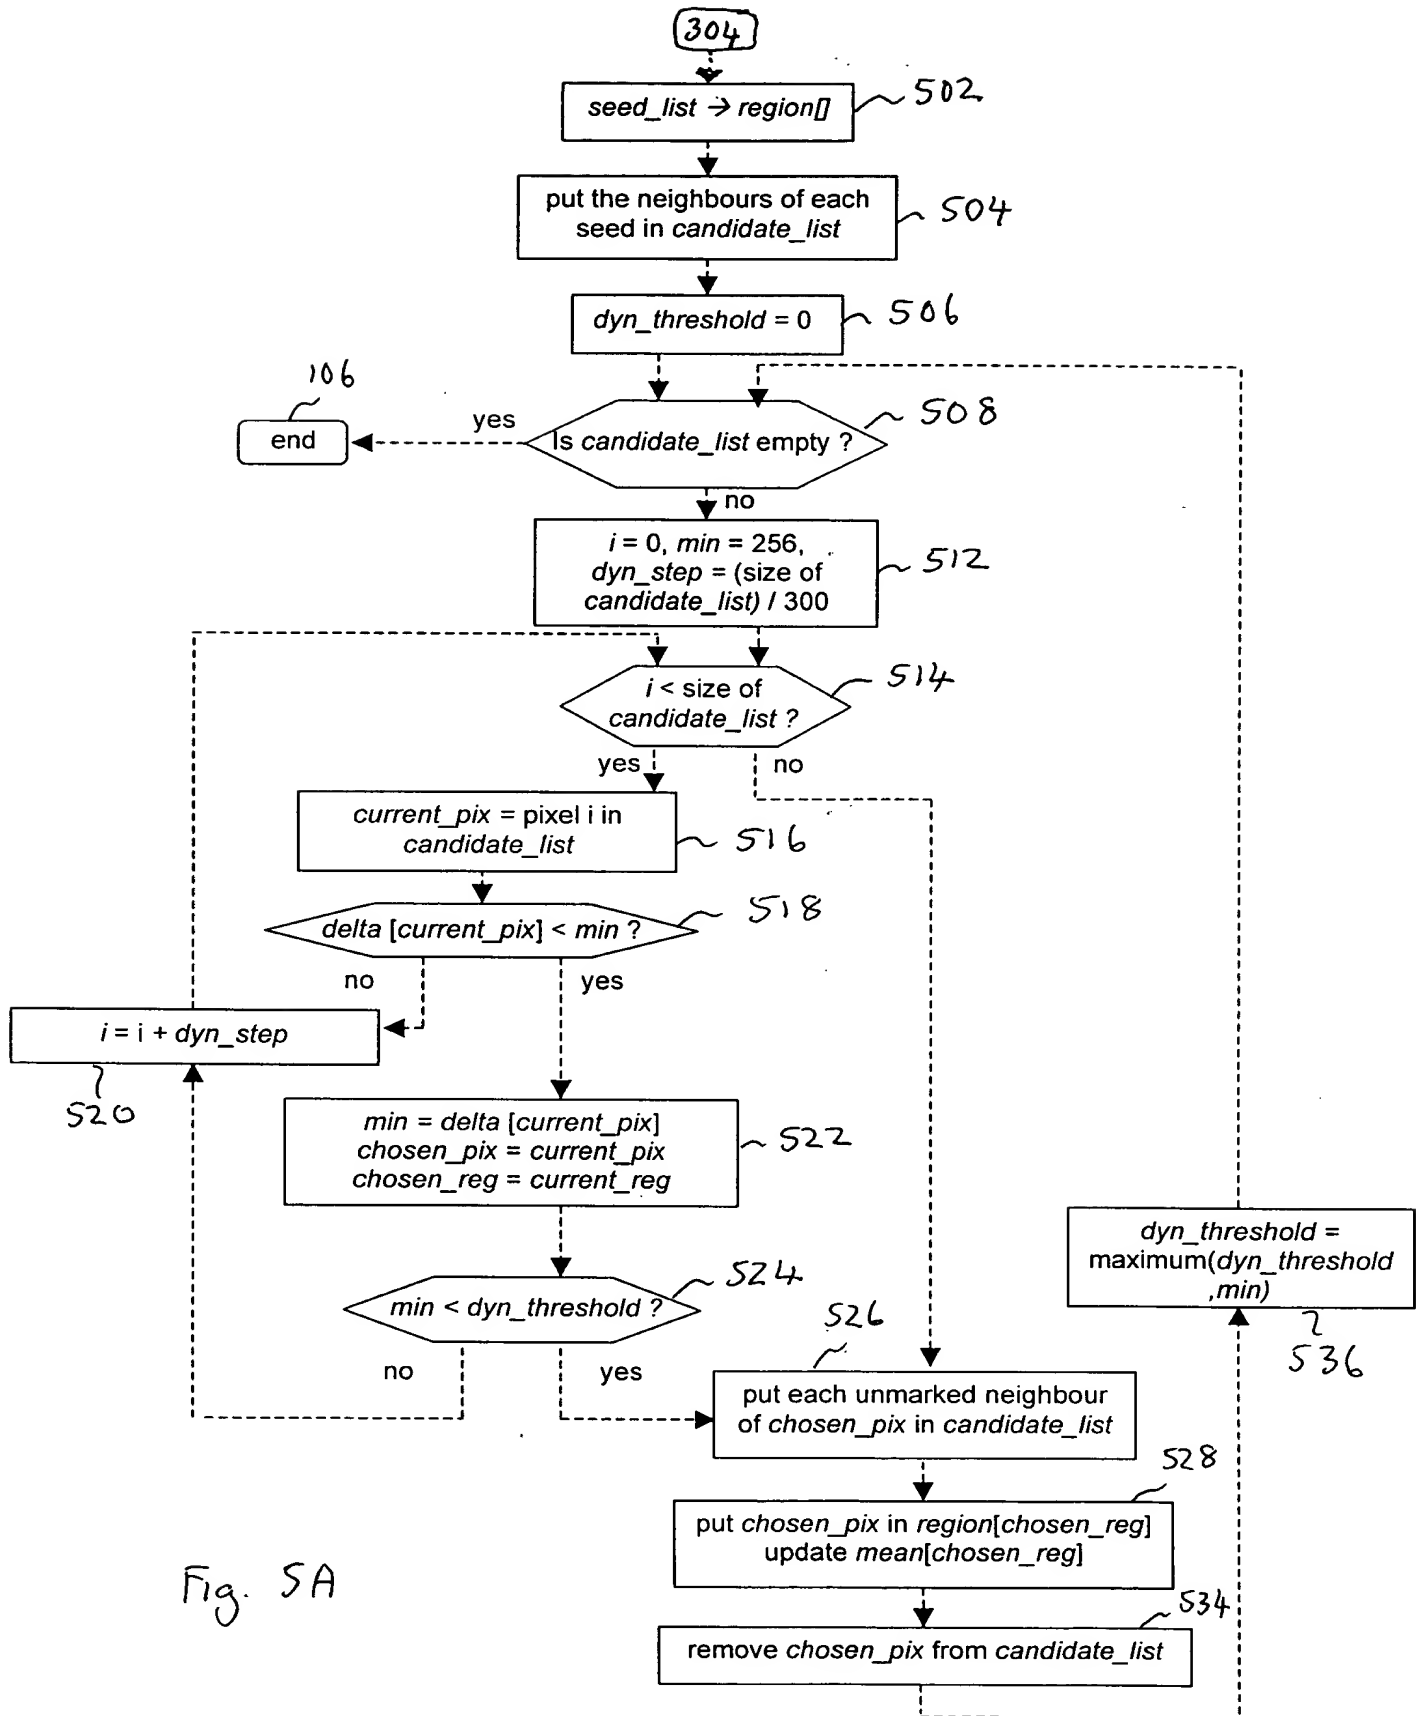 304
seed_list → region[]
502
put the neighbours of each
seed in candidate_list
504
dyn_threshold = 0
506
106
end
yes
Is candidate_list empty ?
508
no
i = 0, min = 256,
dyn_step = (size of
candidate_list) / 300
512
i < size of
candidate_list ?
514
yes
no
current_pix = pixel i in
candidate_list
516
delta [current_pix] < min ?
518
no
yes
i = i + dyn_step
520
min = delta [current_pix]
chosen_pix = current_pix
chosen_reg = current_reg
522
min < dyn_threshold ?
524
no
yes
dyn_threshold =
maximum(dyn_threshold
,min)
536
526
put each unmarked neighbour
of chosen_pix in candidate_list
528
put chosen_pix in region[chosen_reg]
update mean[chosen_reg]
534
remove chosen_pix from candidate_list
Fig. 5A